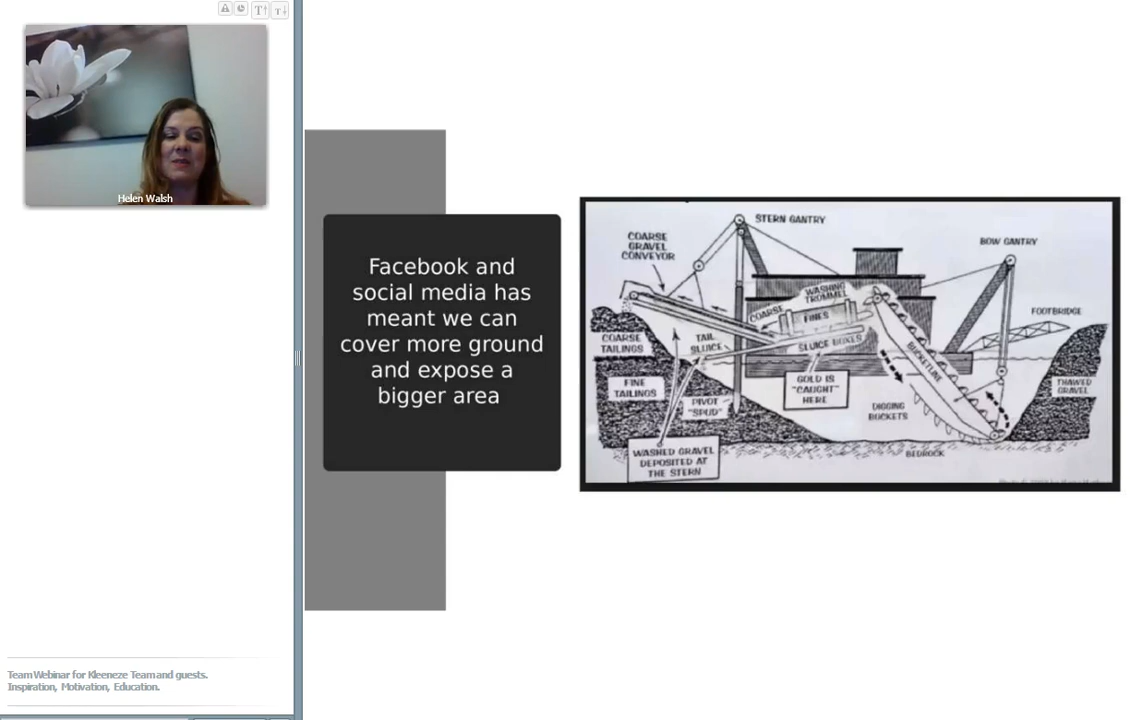 T↑
T↓
Helen Walsh
Facebook and
social media has
meant we can
cover more ground
and expose a
bigger area
STERN GANTRY
COARSE
GRAVEL
CONVEYOR
BOW GANTRY
WASHING
TROMMEL
COARSE
FINES
FOOTBRIDGE
COARSE
TAILINGS
TAIL
SLUICE
SLUICE BOXES
BUCKETLINE
FINE
TAILINGS
GOLD IS
"CAUGHT"
HERE
THAWED
GRAVEL
PIVOT
"SPUD"
DIGGING
BUCKETS
WASHED GRAVEL
DEPOSITED AT
THE STERN
BEDROCK
Team Webinar for Kleeneze Team and guests.
Inspiration, Motivation, Education.